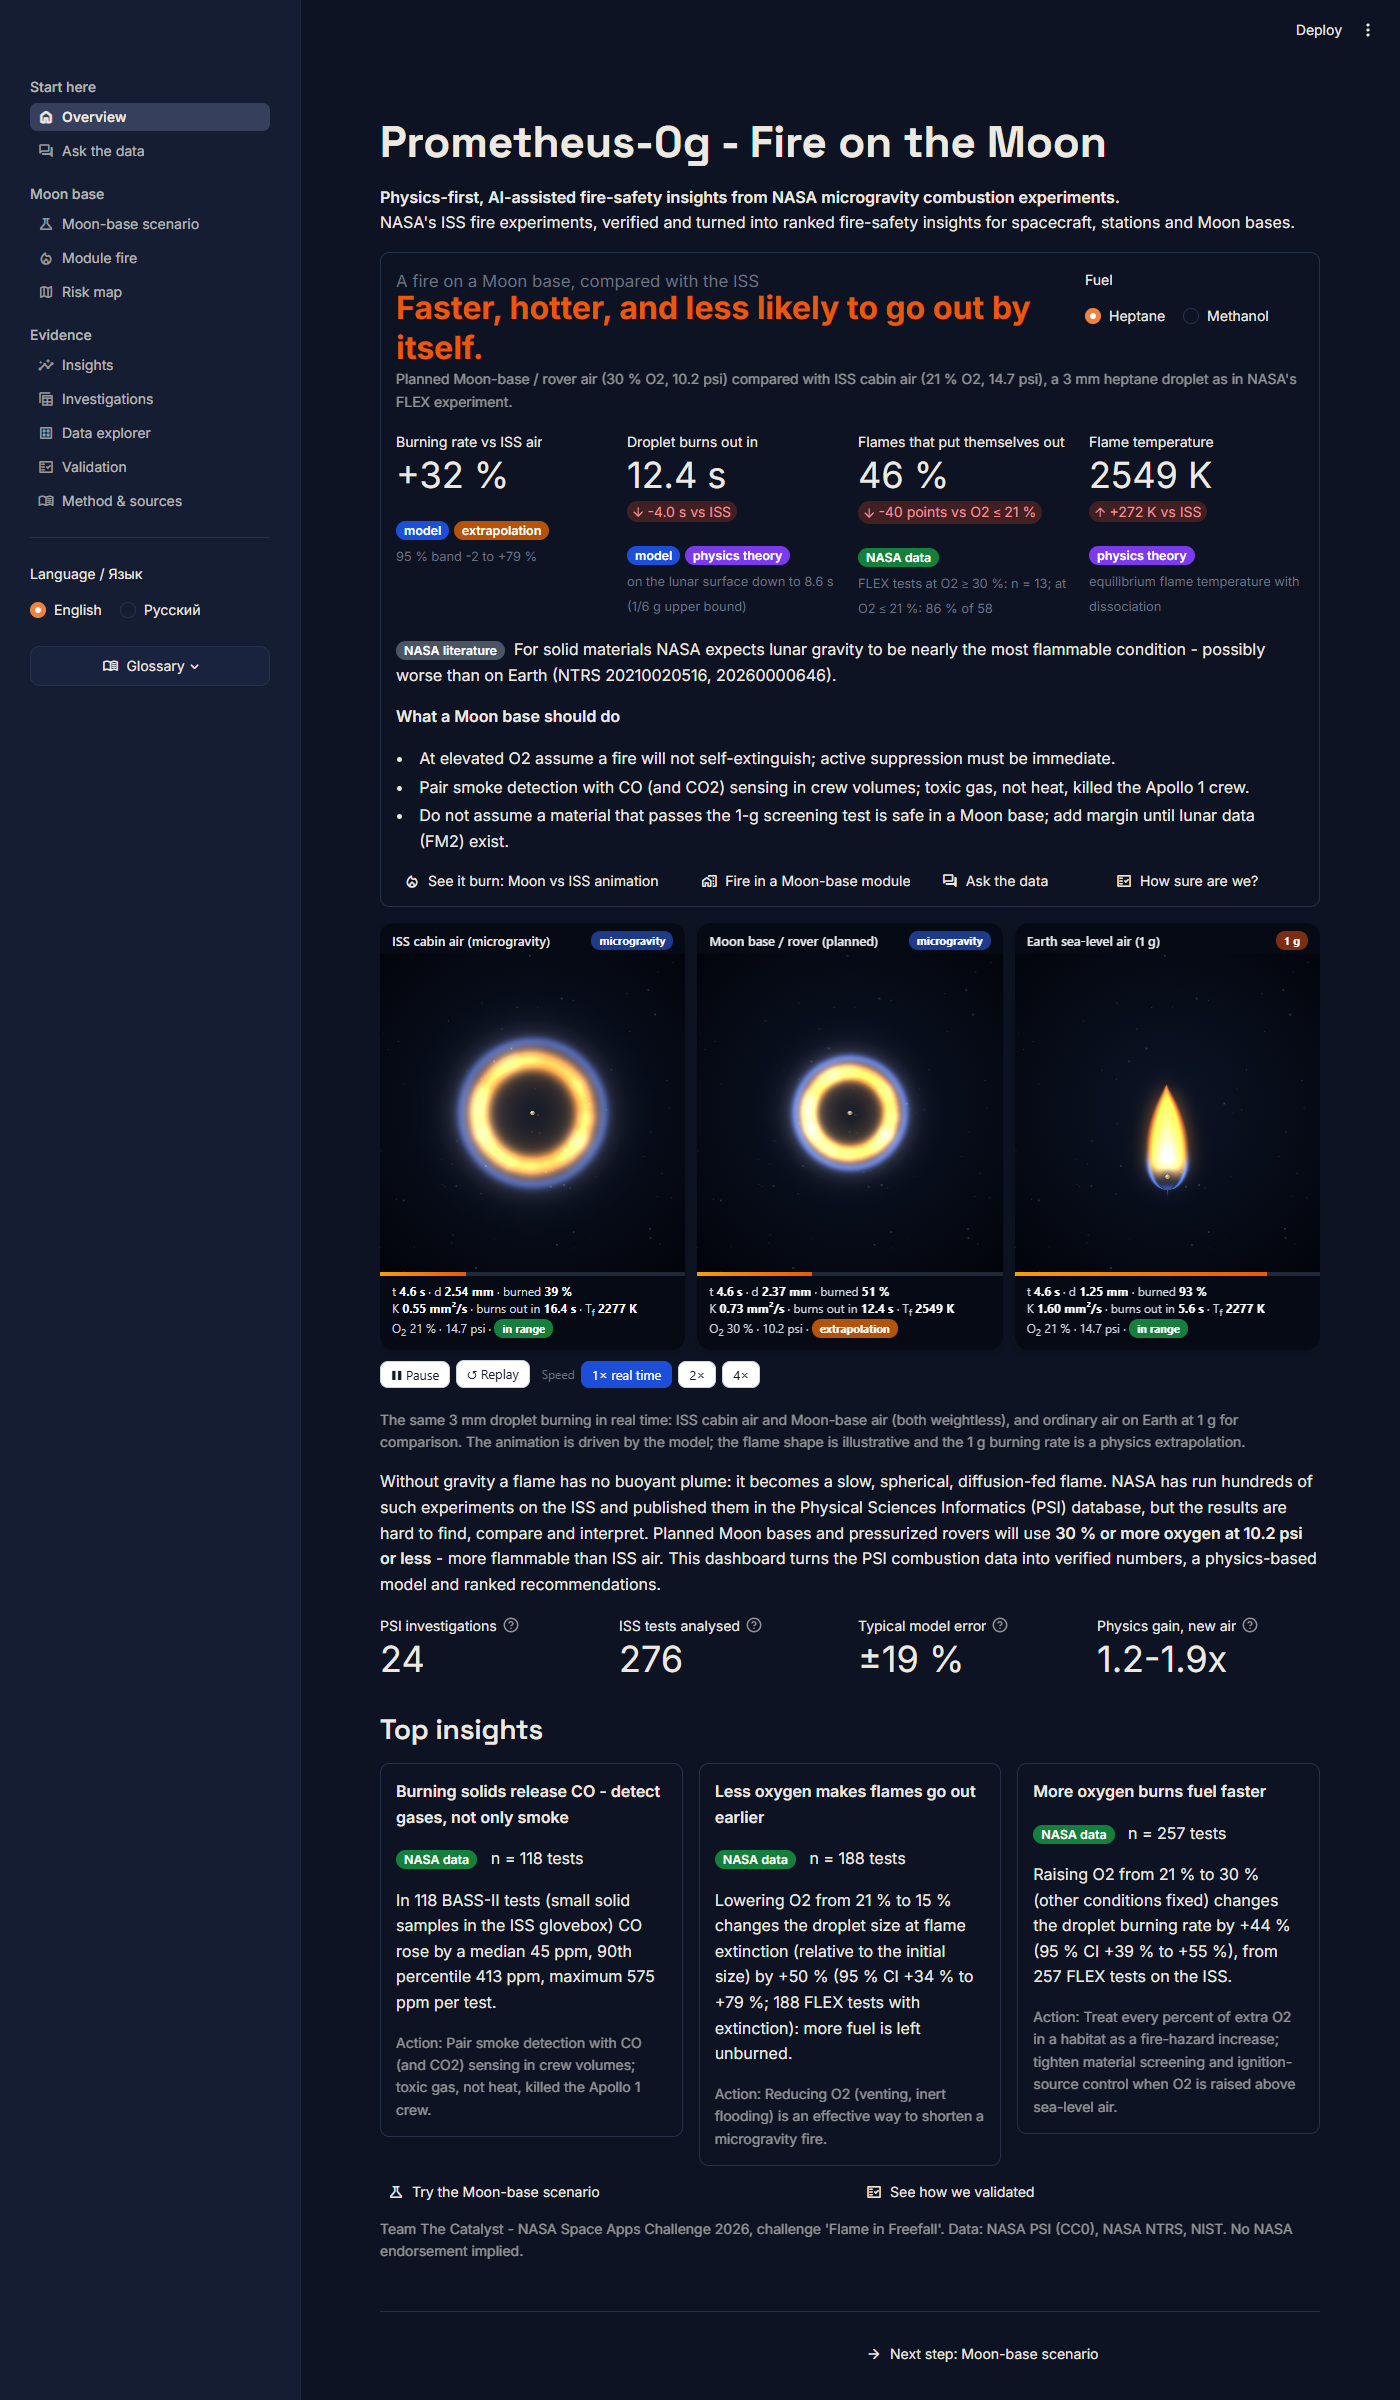 Deploy
Start here
Overview
Ask the data
Moon base
Moon-base scenario
Module fire
Risk map
Evidence
Insights
Investigations
Data explorer
Validation
Method & sources
Language / Язык
English Русский
Glossary
Prometheus-0g - Fire on the Moon
Physics-first, AI-assisted fire-safety insights from NASA microgravity combustion experiments.
NASA's ISS fire experiments, verified and turned into ranked fire-safety insights for spacecraft, stations and Moon bases.
A fire on a Moon base, compared with the ISS
Faster, hotter, and less likely to go out by
itself.
Fuel
Heptane Methanol
Planned Moon-base / rover air (30 % O2, 10.2 psi) compared with ISS cabin air (21 % O2, 14.7 psi), a 3 mm heptane droplet as in NASA's
FLEX experiment.
Burning rate vs ISS air
+32 %
model extrapolation
95 % band -2 to +79 %
Droplet burns out in
12.4 s
↓ -4.0 s vs ISS
model physics theory
on the lunar surface down to 8.6 s
(1/6 g upper bound)
Flames that put themselves out
46 %
↓ -40 points vs O2 ≤ 21 %
NASA data
FLEX tests at O2 ≥ 30 %: n = 13; at
O2 ≤ 21 %: 86 % of 58
Flame temperature
2549 K
↑ +272 K vs ISS
physics theory
equilibrium flame temperature with
dissociation
NASA literature For solid materials NASA expects lunar gravity to be nearly the most flammable condition - possibly
worse than on Earth (NTRS 20210020516, 20260000646).
What a Moon base should do
• At elevated O2 assume a fire will not self-extinguish; active suppression must be immediate.
• Pair smoke detection with CO (and CO2) sensing in crew volumes; toxic gas, not heat, killed the Apollo 1 crew.
• Do not assume a material that passes the 1-g screening test is safe in a Moon base; add margin until lunar data
(FM2) exist.
See it burn: Moon vs ISS animation Fire in a Moon-base module Ask the data How sure are we?
ISS cabin air (microgravity) microgravity
t 4.6 s · d 2.54 mm · burned 39 %
K 0.55 mm²/s · burns out in 16.4 s · Tf 2277 K
O₂ 21 % · 14.7 psi · in range
Moon base / rover (planned) microgravity
t 4.6 s · d 2.37 mm · burned 51 %
K 0.73 mm²/s · burns out in 12.4 s · Tf 2549 K
O₂ 30 % · 10.2 psi · extrapolation
Earth sea-level air (1 g) 1 g
t 4.6 s · d 1.25 mm · burned 93 %
K 1.60 mm²/s · burns out in 5.6 s · Tf 2277 K
O₂ 21 % · 14.7 psi · in range
Pause ↺ Replay Speed 1× real time 2× 4×
The same 3 mm droplet burning in real time: ISS cabin air and Moon-base air (both weightless), and ordinary air on Earth at 1 g for
comparison. The animation is driven by the model; the flame shape is illustrative and the 1 g burning rate is a physics extrapolation.
Without gravity a flame has no buoyant plume: it becomes a slow, spherical, diffusion-fed flame. NASA has run hundreds of
such experiments on the ISS and published them in the Physical Sciences Informatics (PSI) database, but the results are
hard to find, compare and interpret. Planned Moon bases and pressurized rovers will use 30 % or more oxygen at 10.2 psi
or less - more flammable than ISS air. This dashboard turns the PSI combustion data into verified numbers, a physics-based
model and ranked recommendations.
PSI investigations
24
ISS tests analysed
276
Typical model error
±19 %
Physics gain, new air
1.2-1.9x
Top insights
Burning solids release CO - detect
gases, not only smoke
NASA data n = 118 tests
In 118 BASS-II tests (small solid
samples in the ISS glovebox) CO
rose by a median 45 ppm, 90th
percentile 413 ppm, maximum 575
ppm per test.
Action: Pair smoke detection with CO
(and CO2) sensing in crew volumes;
toxic gas, not heat, killed the Apollo 1
crew.
Less oxygen makes flames go out
earlier
NASA data n = 188 tests
Lowering O2 from 21 % to 15 %
changes the droplet size at flame
extinction (relative to the initial
size) by +50 % (95 % CI +34 % to
+79 %; 188 FLEX tests with
extinction): more fuel is left
unburned.
Action: Reducing O2 (venting, inert
flooding) is an effective way to shorten a
microgravity fire.
More oxygen burns fuel faster
NASA data n = 257 tests
Raising O2 from 21 % to 30 %
(other conditions fixed) changes
the droplet burning rate by +44 %
(95 % CI +39 % to +55 %), from
257 FLEX tests on the ISS.
Action: Treat every percent of extra O2
in a habitat as a fire-hazard increase;
tighten material screening and ignition-
source control when O2 is raised above
sea-level air.
Try the Moon-base scenario See how we validated
Team The Catalyst - NASA Space Apps Challenge 2026, challenge 'Flame in Freefall'. Data: NASA PSI (CC0), NASA NTRS, NIST. No NASA
endorsement implied.
→ Next step: Moon-base scenario